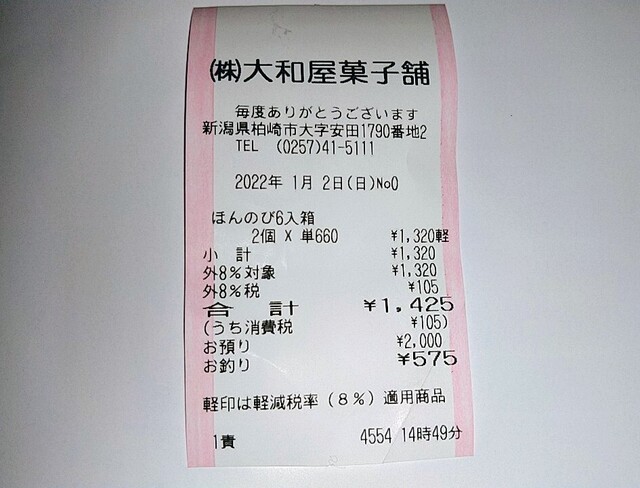 ㈱大和屋菓子舗
毎度ありがとうございます
新潟県柏崎市大字安田1790番地2
TEL (0257)41-5111
2022年 1月 2日(日)No0
ほんのび6入箱
2個 X 単660 ¥1,320軽
小 計 ¥1,320
外8%対象 ¥1,320
外8%税 ¥105
合 計 ¥1,425
(うち消費税 ¥105)
お預り ¥2,000
お釣り ¥575
軽印は軽減税率(8%)適用商品
1責 4554 14時49分